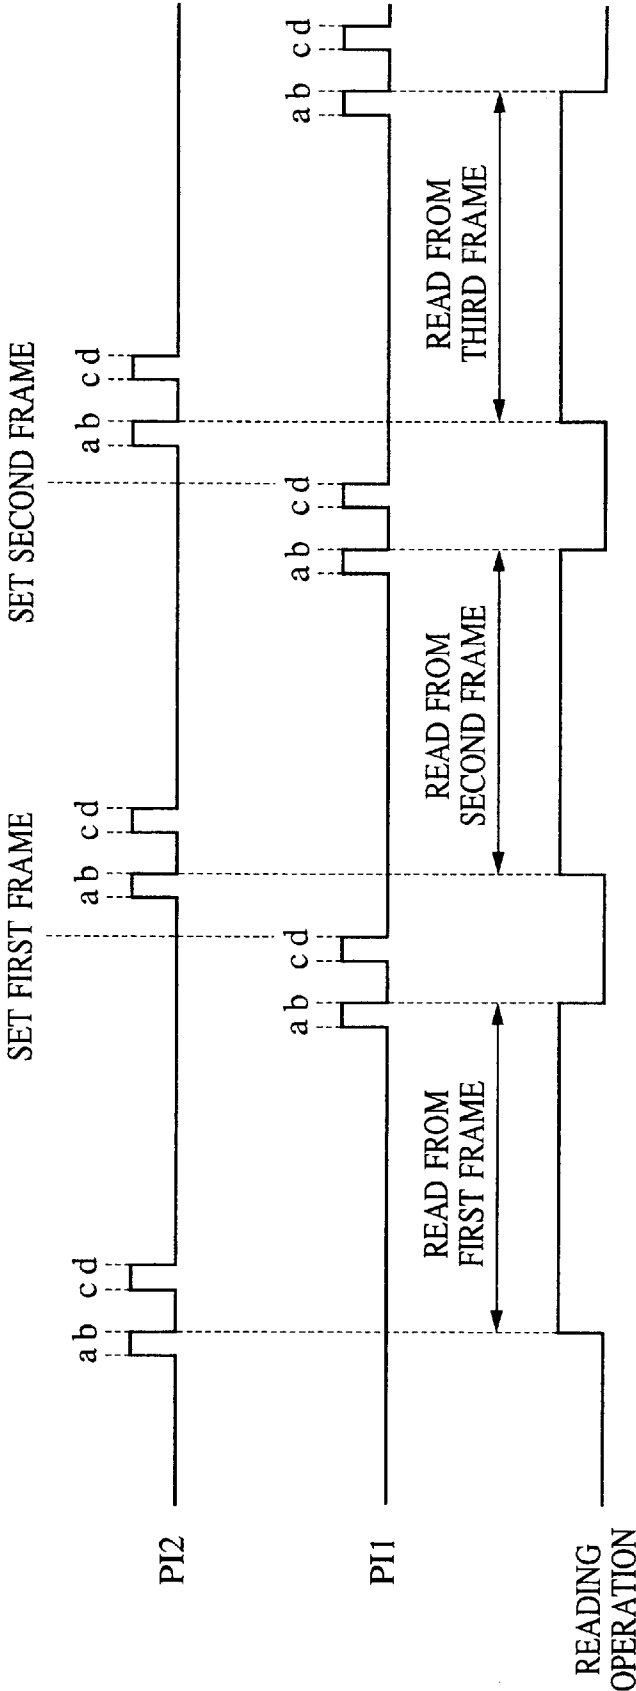 SET FIRST FRAME
SET SECOND FRAME
PI2
a b c d
a b c d
a b c d
PI1
a b c d
a b c d
a b c d
READ FROM
FIRST FRAME
READ FROM
SECOND FRAME
READ FROM
THIRD FRAME
READING
OPERATION